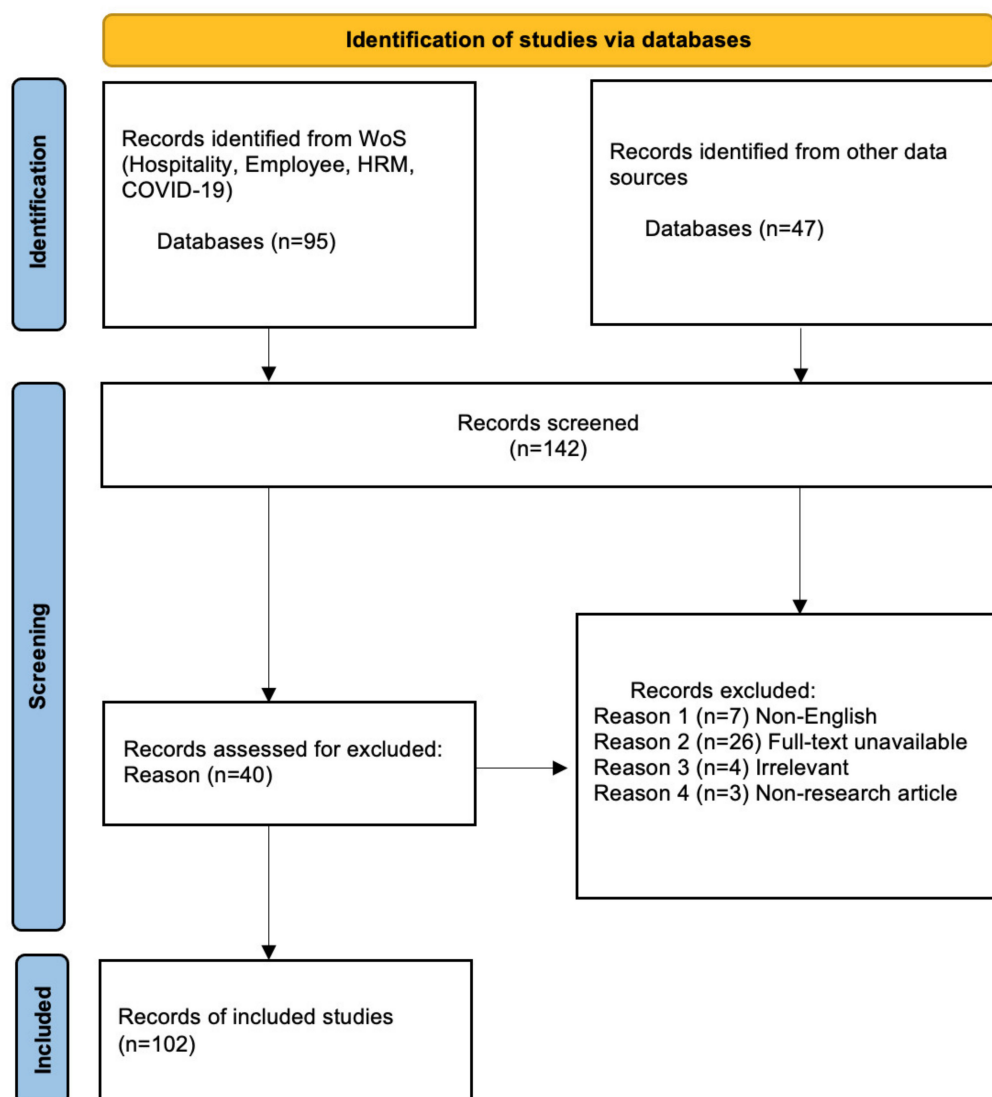 Identification of studies via databases
Identification
Records identified from WoS
(Hospitality, Employee, HRM,
COVID-19)
Databases (n=95)
Records identified from other data
sources
Databases (n=47)
Screening
Records screened
(n=142)
Records assessed for excluded:
Reason (n=40)
Records excluded:
Reason 1 (n=7) Non-English
Reason 2 (n=26) Full-text unavailable
Reason 3 (n=4) Irrelevant
Reason 4 (n=3) Non-research article
Included
Records of included studies
(n=102)